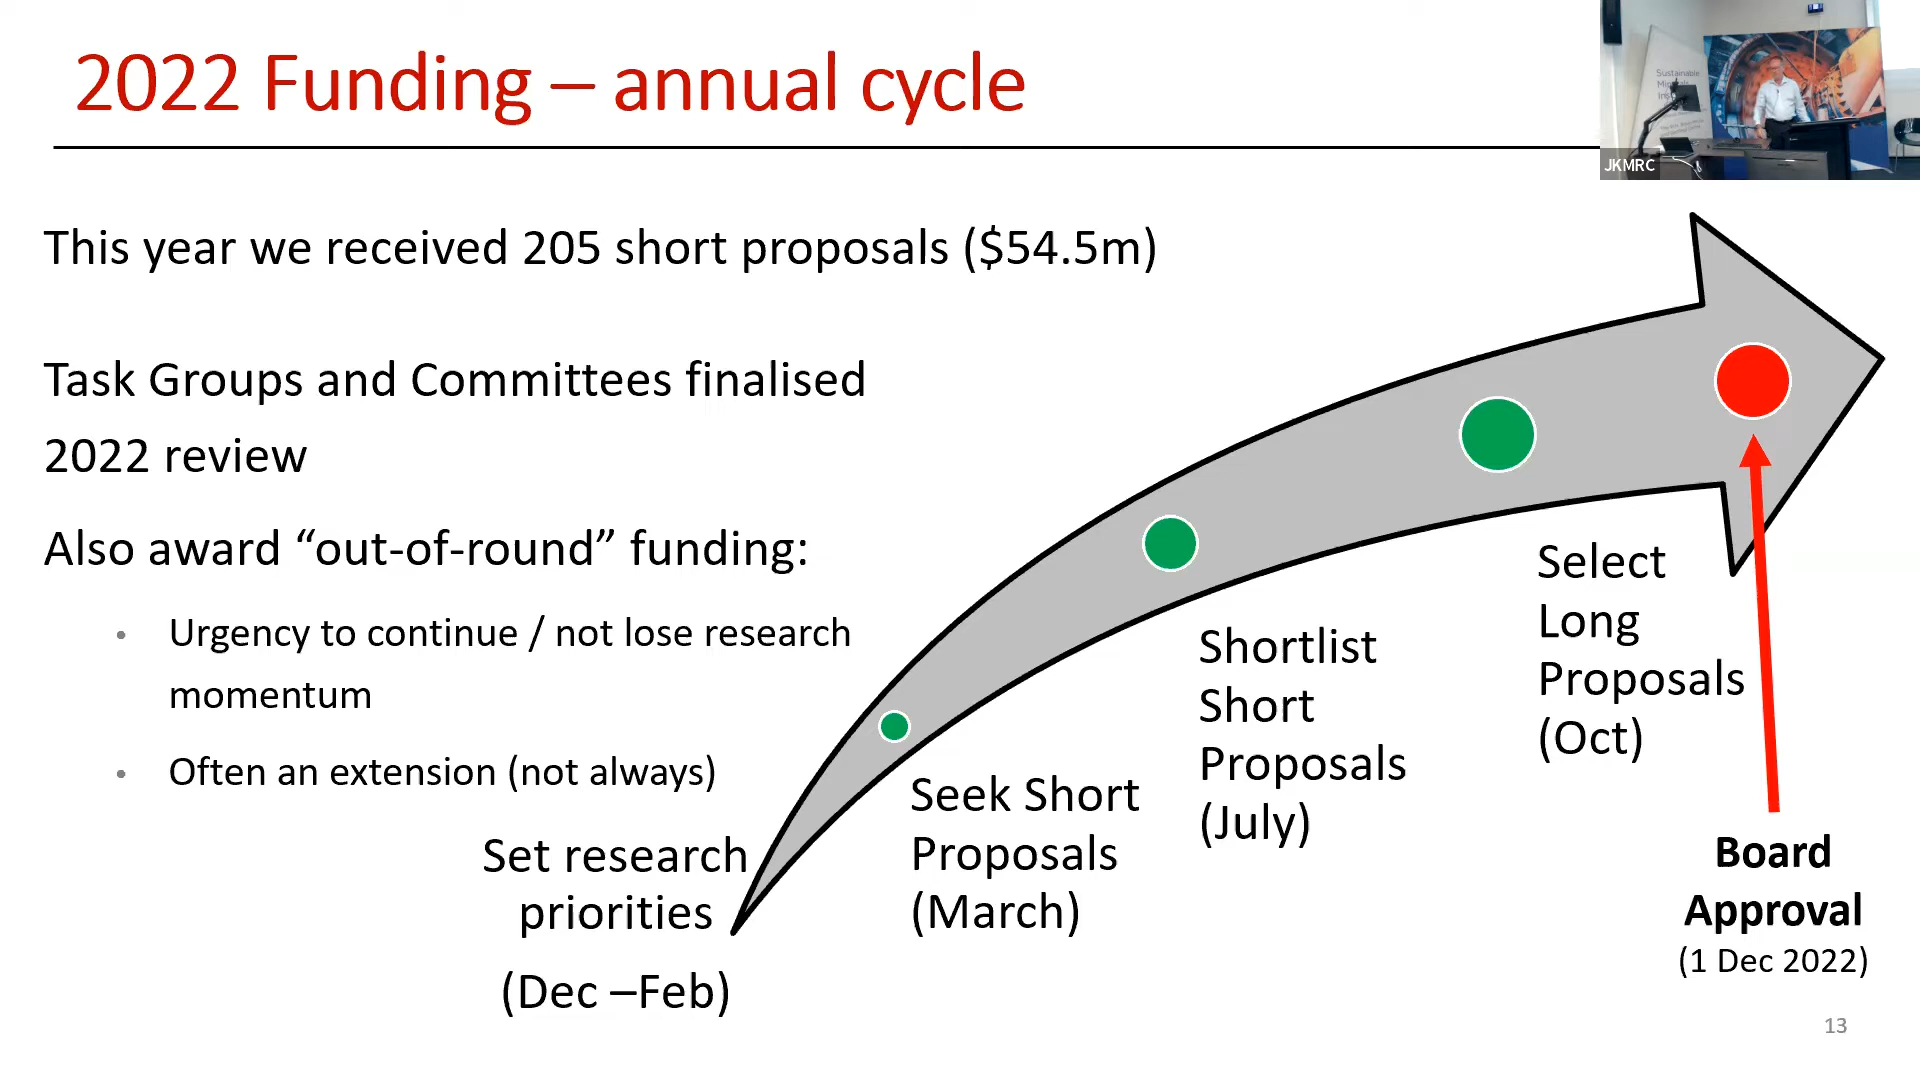 2022 Funding – annual cycle
Sustainable
JKMRC
This year we received 205 short proposals ($54.5m)
Task Groups and Committees finalised
2022 review
Also award “out-of-round” funding:
• Urgency to continue / not lose research
momentum
• Often an extension (not always)
Set research
priorities
(Dec –Feb)
Seek Short
Proposals
(March)
Shortlist
Short
Proposals
(July)
Select
Long
Proposals
(Oct)
Board
Approval
(1 Dec 2022)
13